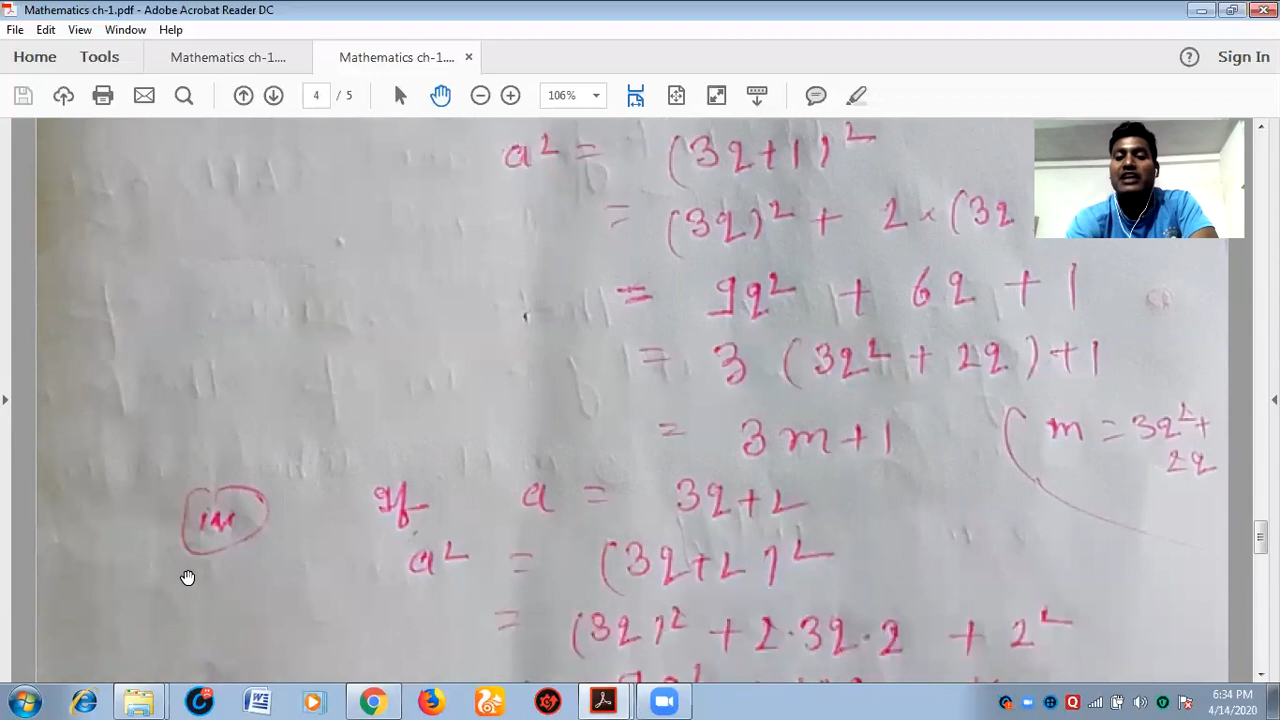 Mathematics ch-1.pdf - Adobe Acrobat Reader DC
File Edit View Window Help
Home Tools Mathematics ch-1.... Mathematics ch-1.... × Sign In
4 / 5 106%
a² = (3q+1)²
= (3q)² + 2 × (3q
= 9q² + 6q + 1
= 3 (3q² + 2q) + 1
= 3m+1 ( m = 3q² +
2q
If a = 3q+2
a² = (3q+2)²
= (3q)² + 2·3q·2 + 2²
6:34 PM
4/14/2020